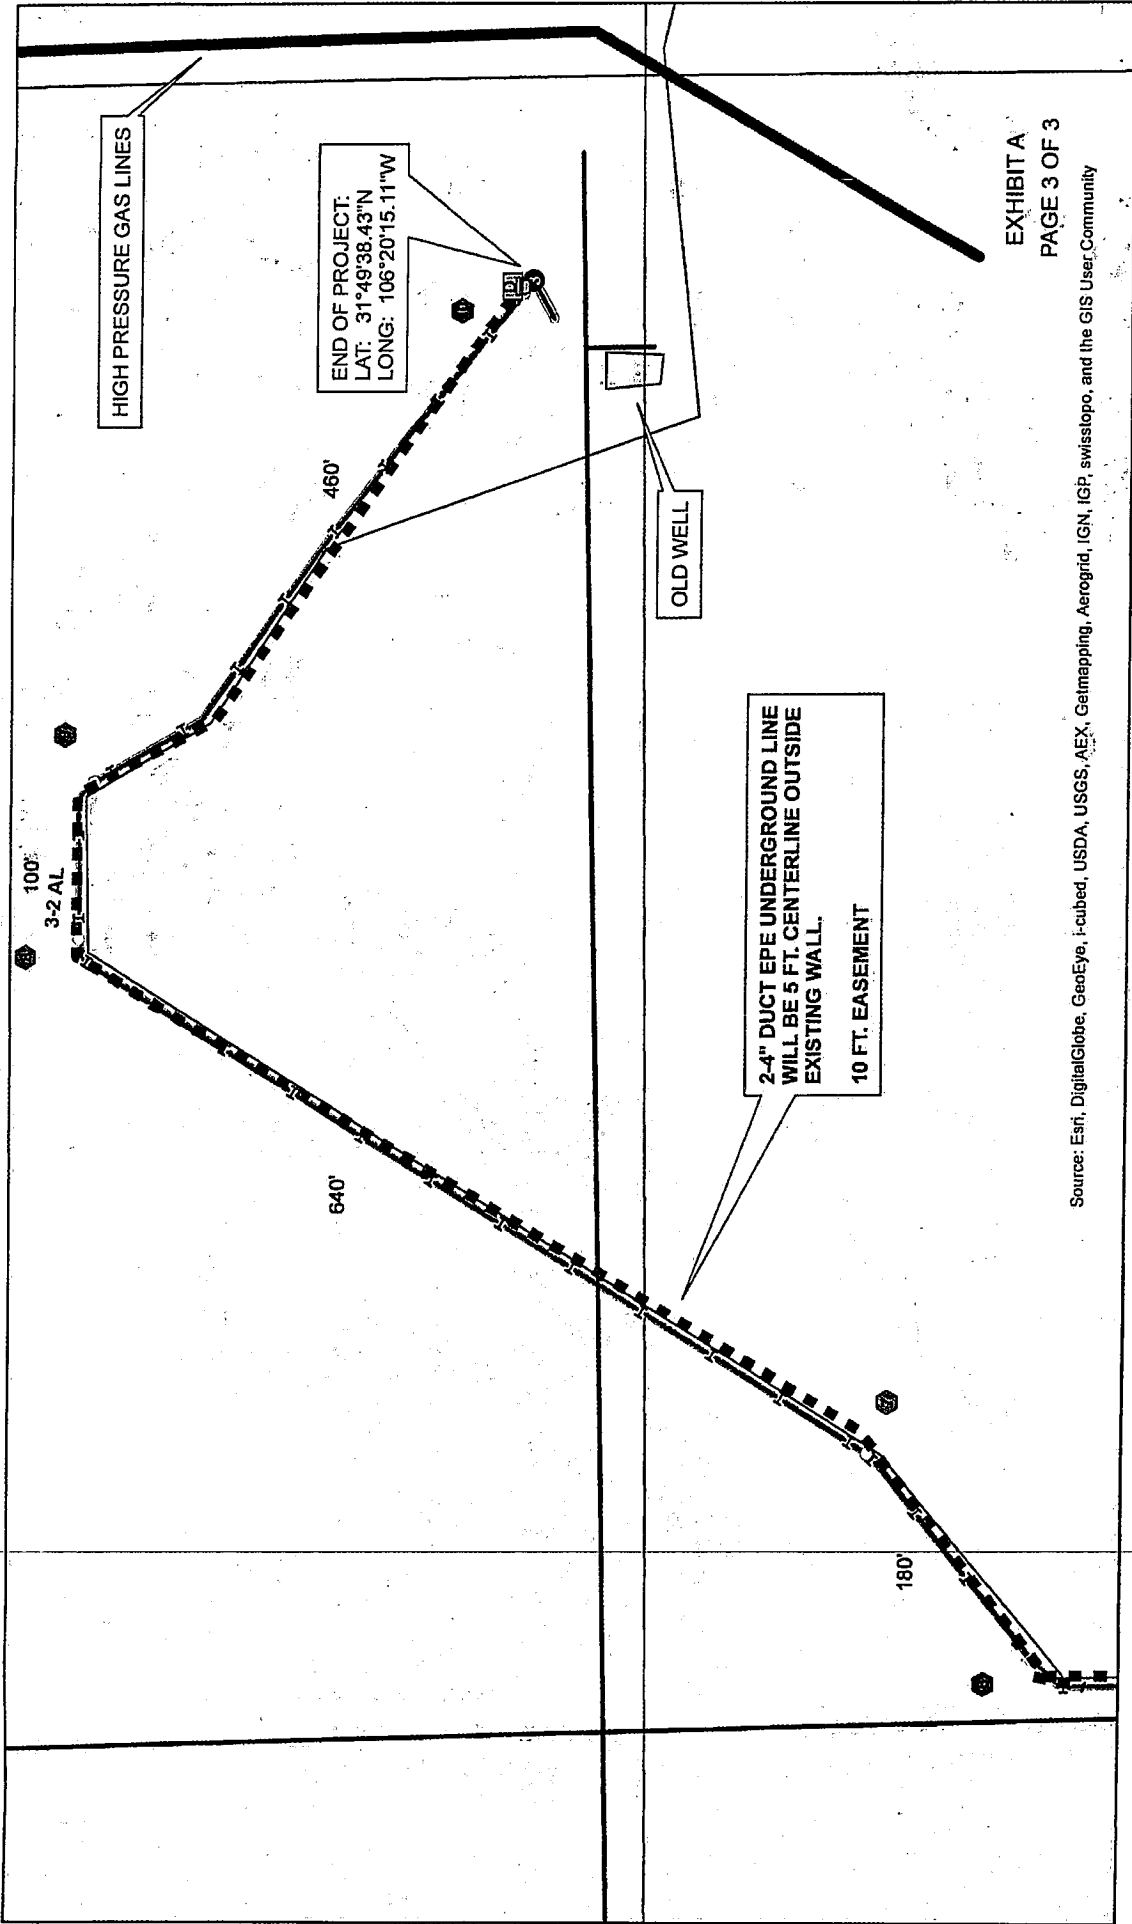 HIGH PRESSURE GAS LINES
END OF PROJECT:
LAT: 31°49'38.43"N
LONG: 106°20'15.11"W
460'
100'
3-2 AL
640'
OLD WELL
2-4" DUCT EPE UNDERGROUND LINE
WILL BE 5 FT. CENTERLINE OUTSIDE
EXISTING WALL.
10 FT. EASEMENT
180'
EXHIBIT A
PAGE 3 OF 3
Source: Esri, DigitalGlobe, GeoEye, i-cubed, USDA, USGS, AEX, Getmapping, Aerogrid, IGN, IGP, swisstopo, and the GIS User Community